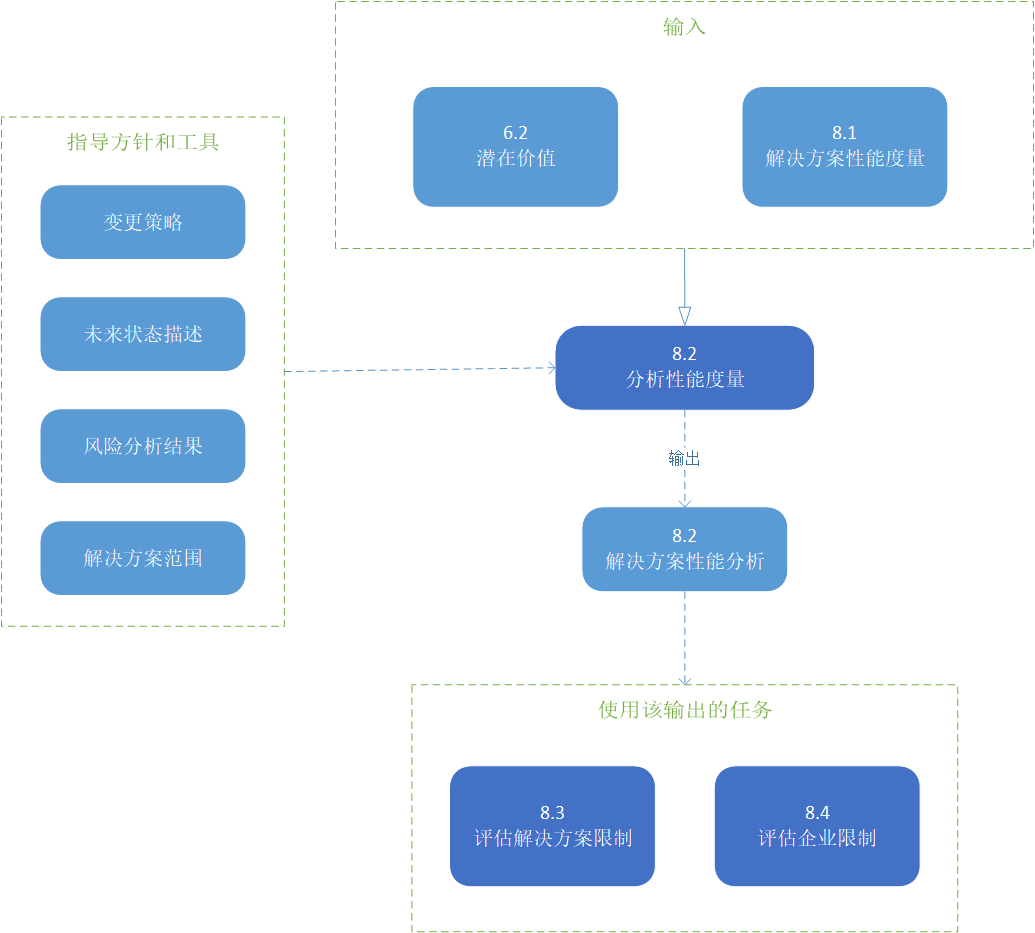 输入
6.2
潜在价值
8.1
解决方案性能度量
指导方针和工具
变更策略
未来状态描述
风险分析结果
解决方案范围
8.2
分析性能度量
输出
8.2
解决方案性能分析
使用该输出的任务
8.3
评估解决方案限制
8.4
评估企业限制